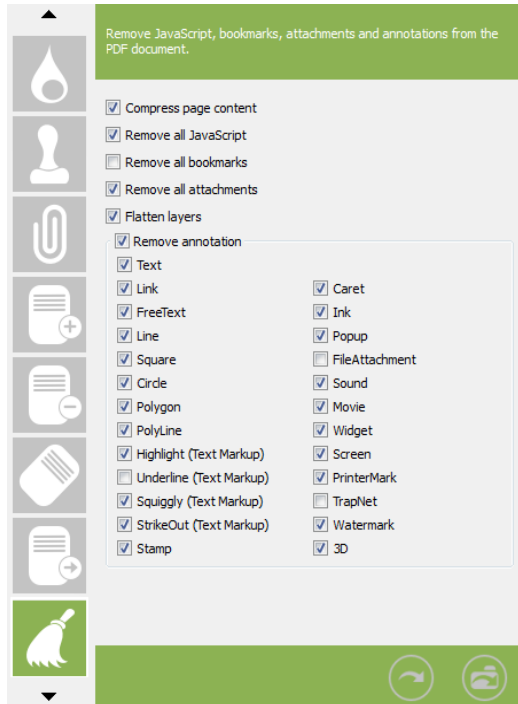 Remove JavaScript, bookmarks, attachments and annotations from the
PDF document.
Compress page content
Remove all JavaScript
Remove all bookmarks
Remove all attachments
Flatten layers
Remove annotation
Text
Link
FreeText
Line
Square
Circle
Polygon
PolyLine
Highlight (Text Markup)
Underline (Text Markup)
Squiggly (Text Markup)
StrikeOut (Text Markup)
Stamp
Caret
Ink
Popup
FileAttachment
Sound
Movie
Widget
Screen
PrinterMark
TrapNet
Watermark
3D